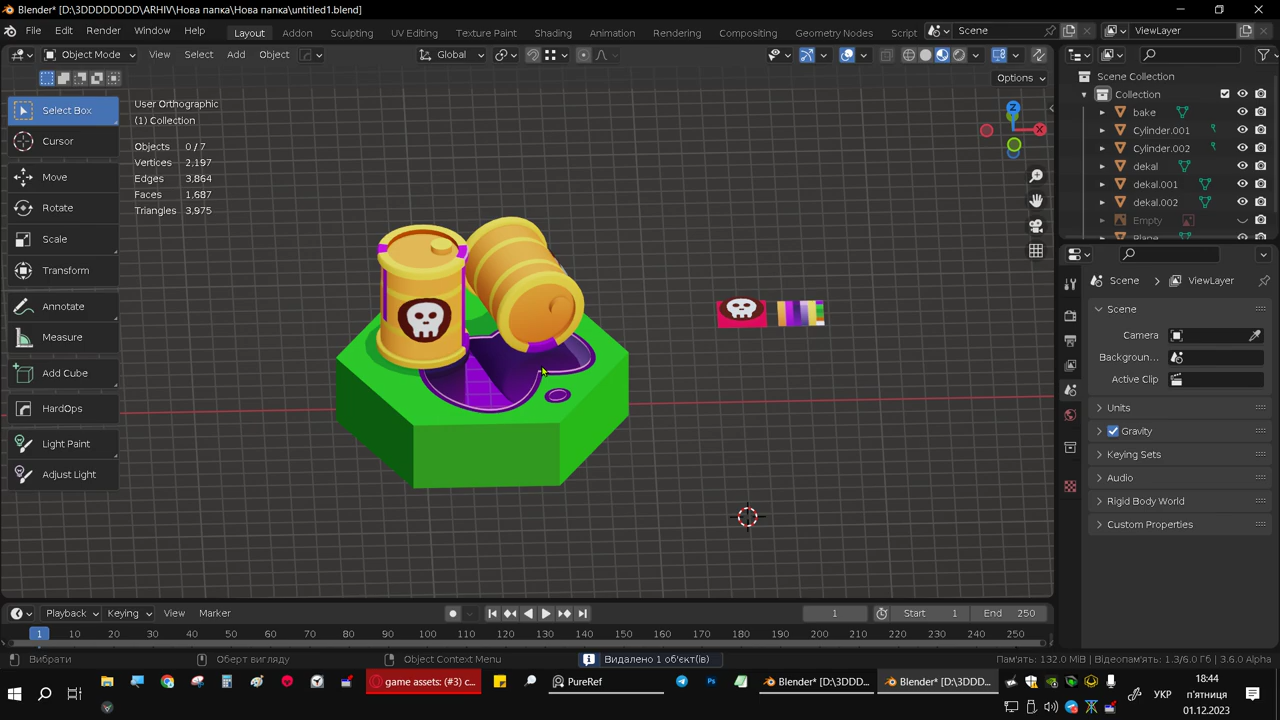 Blender* [D:\3DDDDDDDD\ARHIV\Нова папка\Нова папка\untitled1.blend]
File Edit Render Window Help Layout Addon Sculpting UV Editing Texture Paint Shading Animation Rendering Compositing Geometry Nodes Script Scene ViewLayer
Object Mode View Select Add Object Global
Options
User Orthographic
(1) Collection
Objects 0/7
Vertices 2,197
Edges 3,864
Faces 1,687
Triangles 3,975
Select Box
Cursor
Move
Rotate
Scale
Transform
Annotate
Measure
Add Cube
HardOps
Light Paint
Adjust Light
Z
X
Scene Collection
Collection
bake
Cylinder.001
Cylinder.002
dekal
dekal.001
dekal.002
Empty
Scene ViewLayer
Scene
Camera
Backgroun...
Active Clip
Units
Gravity
Keying Sets
Audio
Rigid Body World
Custom Properties
Playback Keying View Marker 1 Start 1 End 250
1 10 20 30 40 50 60 70 80 90 100 110 120 130 140 150 160 170 180 190 200 210 220 230 240 250
Вибрати Оберт вигляду Object Context Menu Видалено 1 об'єкт(ів) Пам'ять: 132.0 MiB | Відеопам'ять: 1.3/6.0 Гб | 3.6.0 Alpha
game assets: (#3) c... PureRef Blender* [D:\3DDD... Blender* [D:\3DDD... УКР
18:44
п'ятниця
01.12.2023